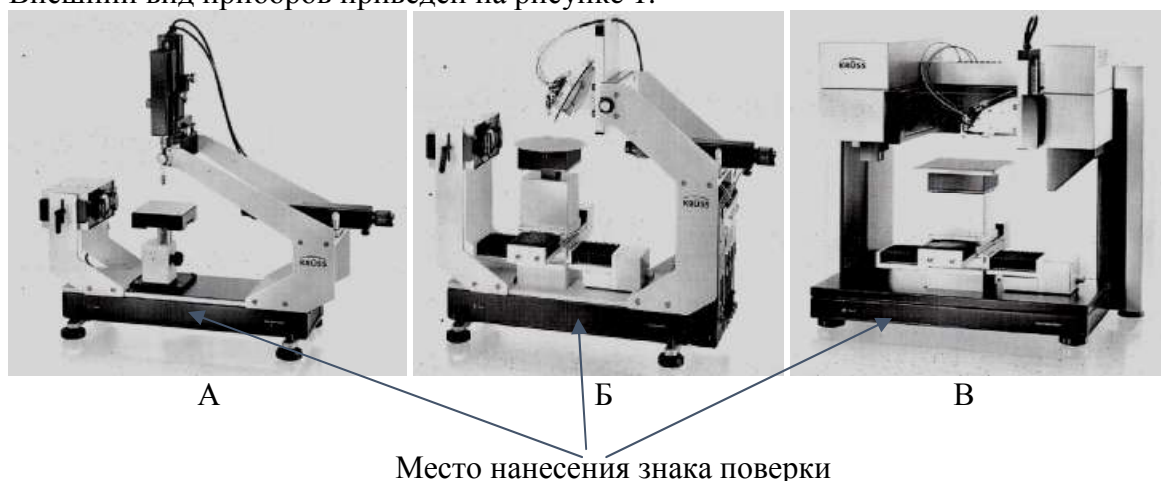 Внешний вид приборов приведен на рисунке 1.
KRÜSS
KRÜSS
KRÜSS
А
Б
В
Место нанесения знака поверки